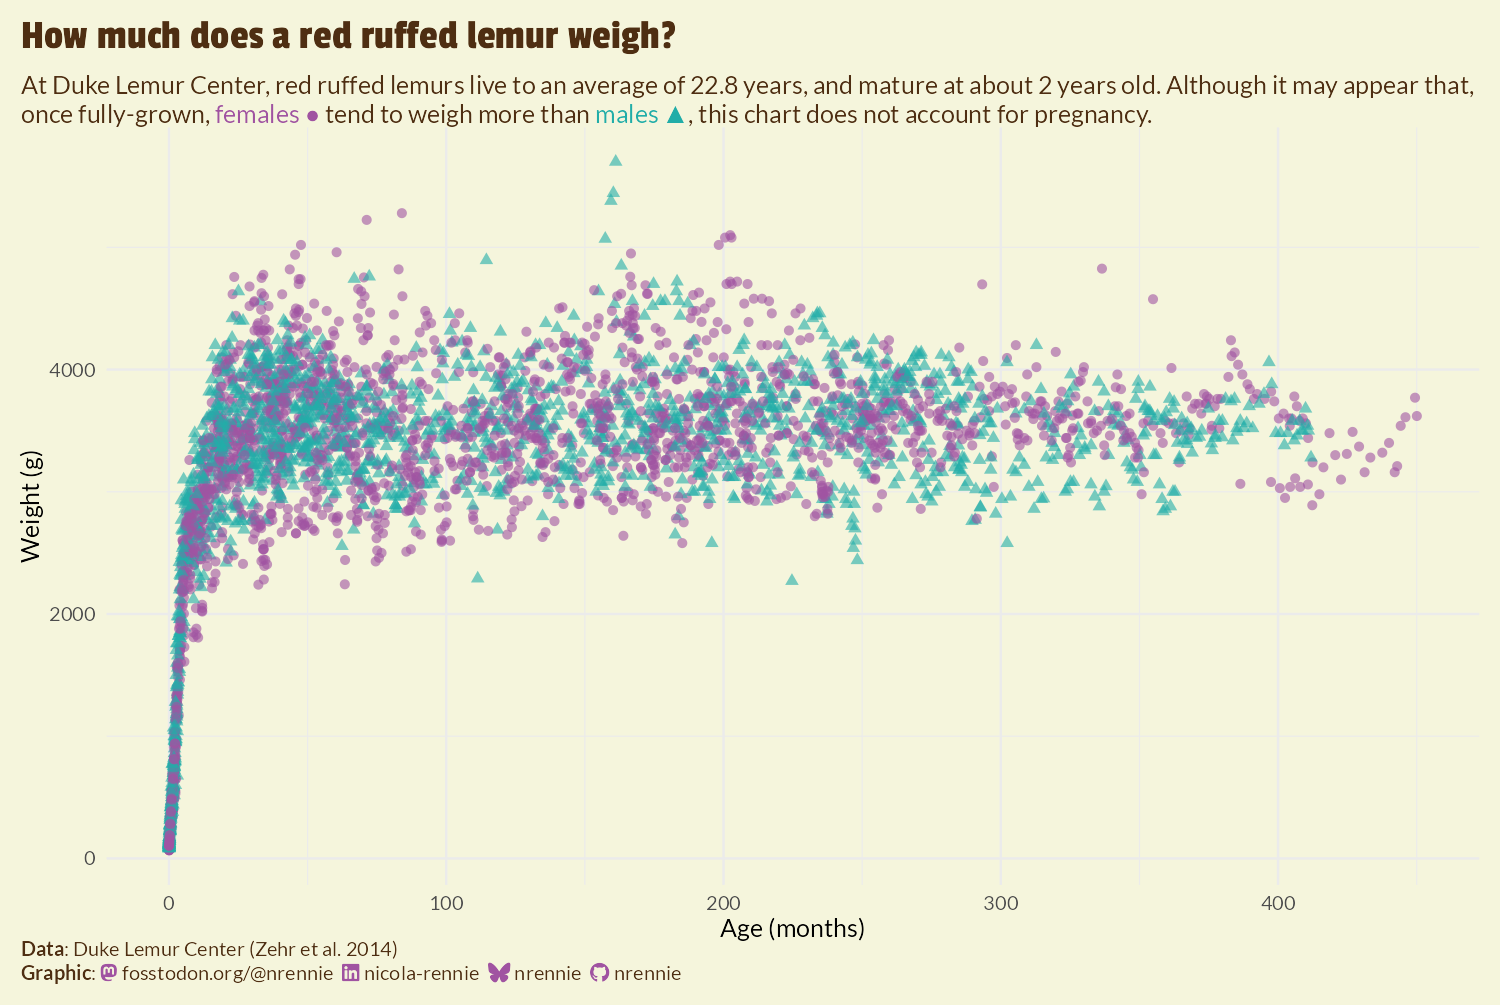 How much does a red ruffed lemur weigh?
At Duke Lemur Center, red ruffed lemurs live to an average of 22.8 years, and mature at about 2 years old. Although it may appear that,
once fully-grown, females ● tend to weigh more than males ▲, this chart does not account for pregnancy.
Weight (g)
4000
2000
0
0 100 200 300 400
Age (months)
Data: Duke Lemur Center (Zehr et al. 2014)
Graphic: fosstodon.org/@nrennie nicola-rennie nrennie nrennie